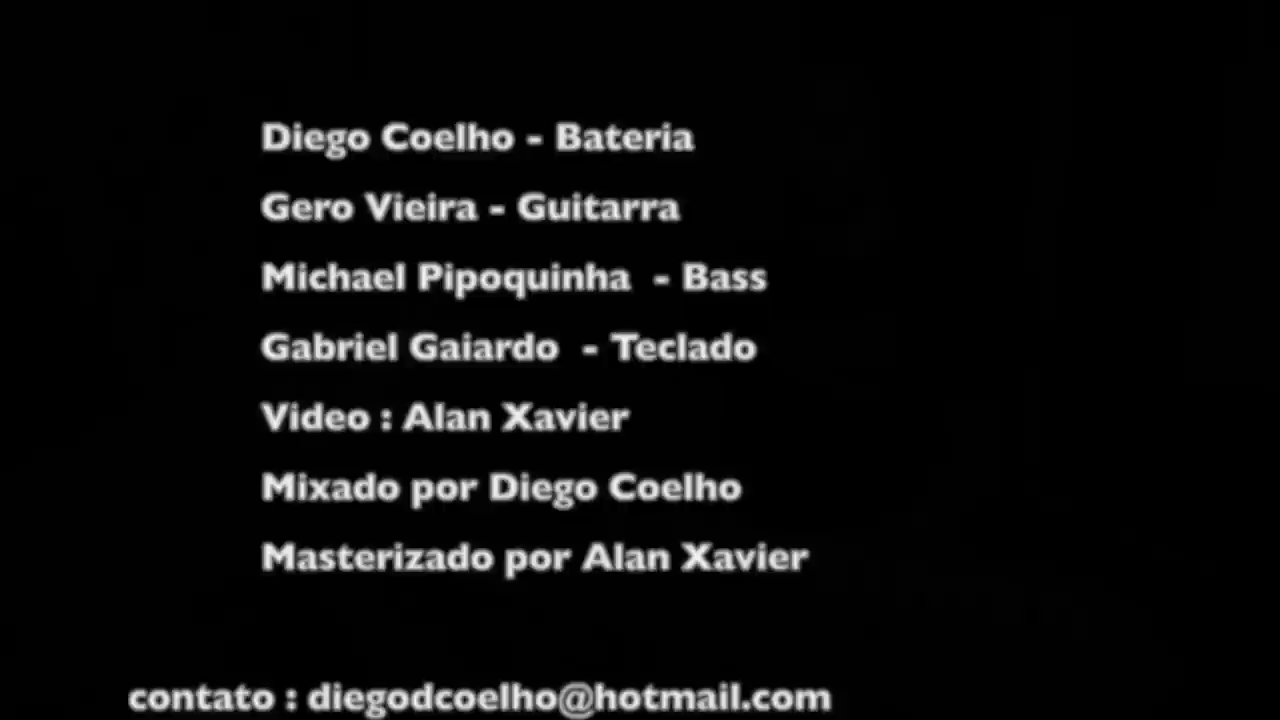 Diego Coelho - Bateria
Gero Vieira - Guitarra
Michael Pipoquinha  - Bass
Gabriel Gaiardo  - Teclado
Video : Alan Xavier
Mixado por Diego Coelho
Masterizado por Alan Xavier
contato : diegodcoelho@hotmail.com